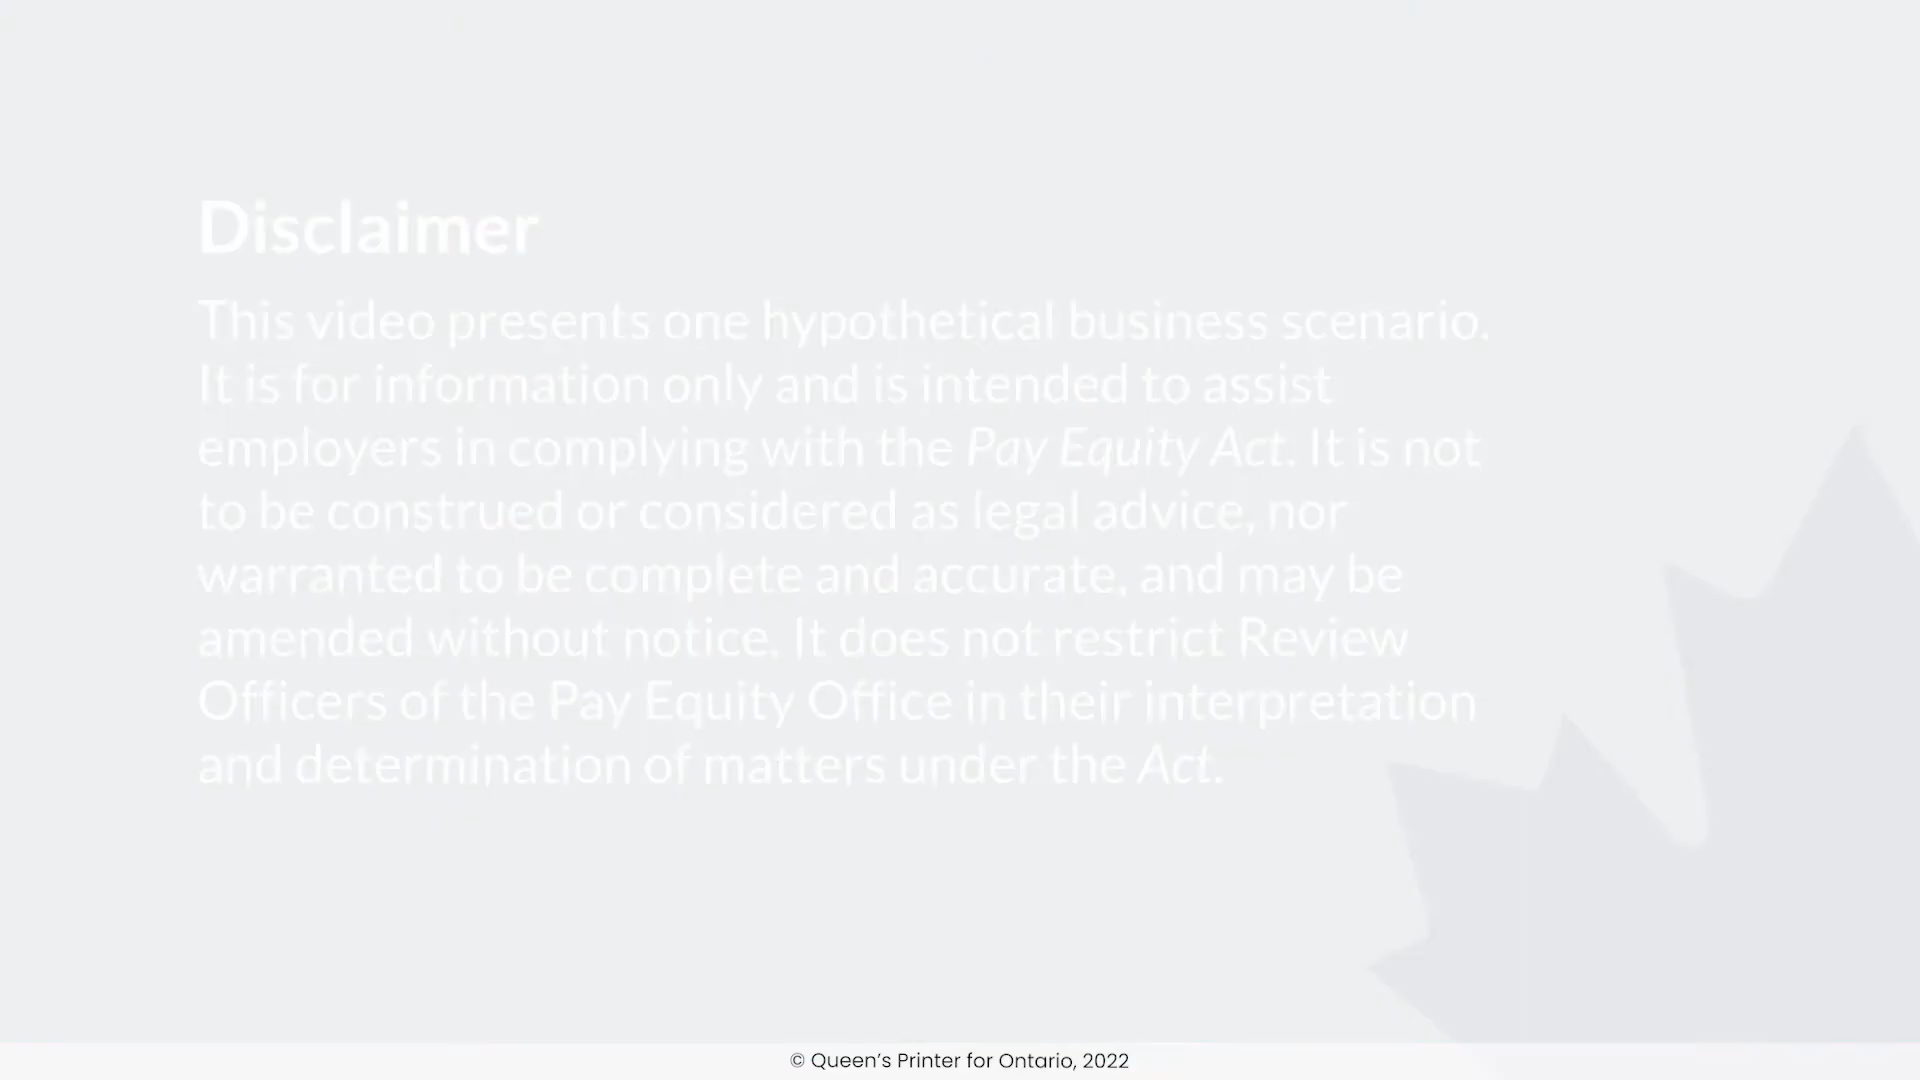 Disclaimer
This video presents one hypothetical business scenario.
It is for information only and is intended to assist
employers in complying with the Pay Equity Act. It is not
to be construed or considered as legal advice, nor
warranted to be complete and accurate, and may be
amended without notice. It does not restrict Review
Officers of the Pay Equity Office in their interpretation
and determination of matters under the Act.
© Queen’s Printer for Ontario, 2022